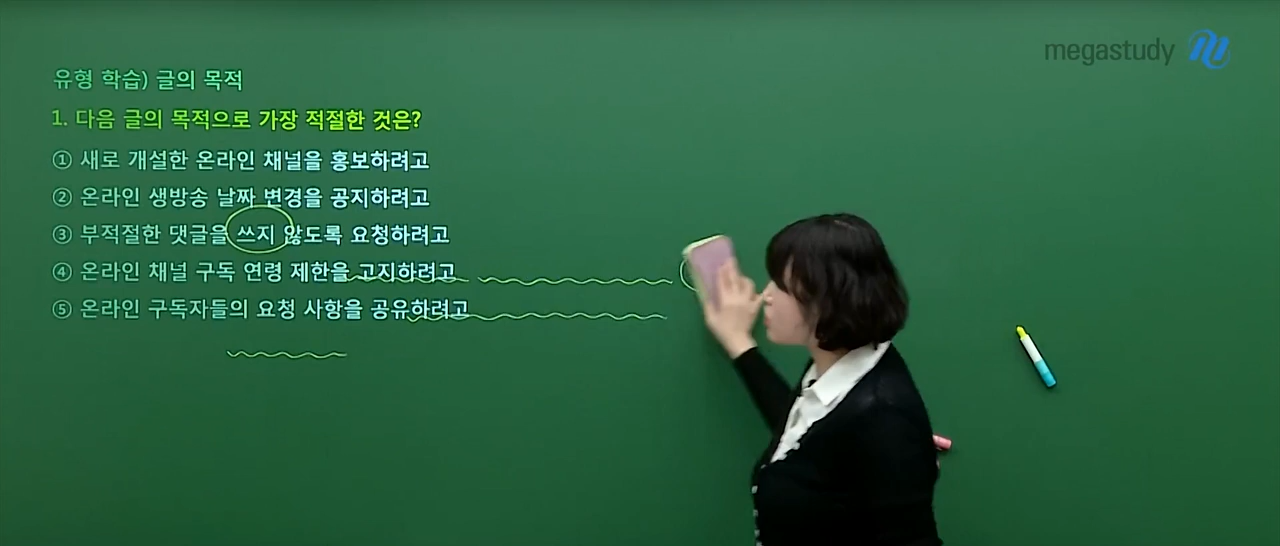 megastudy
유형 학습) 글의 목적
1. 다음 글의 목적으로 가장 적절한 것은?
① 새로 개설한 온라인 채널을 홍보하려고
② 온라인 생방송 날짜 변경을 공지하려고
③ 부적절한 댓글을 쓰지 않도록 요청하려고
④ 온라인 채널 구독 연령 제한을 고지하려고
⑤ 온라인 구독자들의 요청 사항을 공유하려고